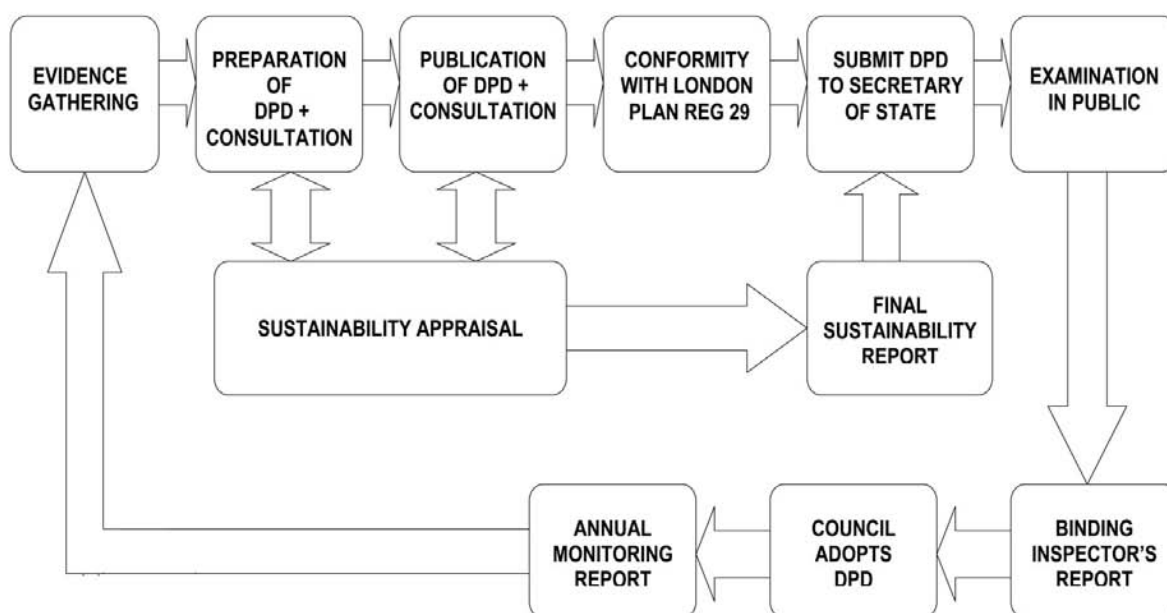 EVIDENCE
GATHERING
PREPARATION
OF
DPD +
CONSULTATION
PUBLICATION
OF DPD +
CONSULTATION
CONFORMITY
WITH LONDON
PLAN REG 29
SUBMIT DPD
TO SECRETARY
OF STATE
EXAMINATION
IN PUBLIC
SUSTAINABILITY APPRAISAL
FINAL
SUSTAINABILITY
REPORT
ANNUAL
MONITORING
REPORT
COUNCIL
ADOPTS
DPD
BINDING
INSPECTOR'S
REPORT